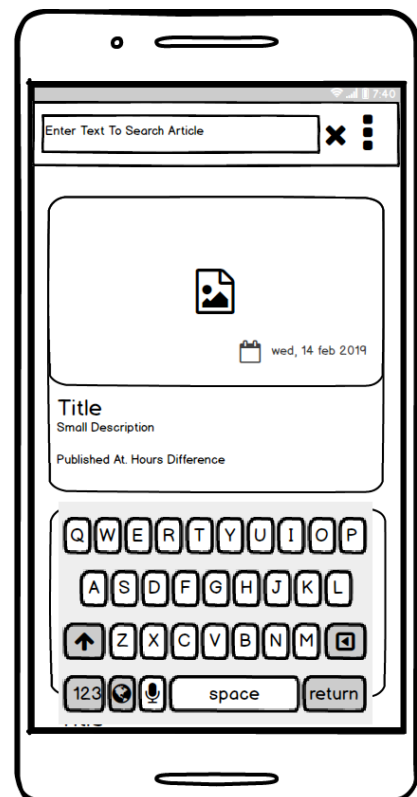 7:40
Enter Text To Search Article
wed, 14 feb 2019
Title
Small Description
Published At. Hours Difference
Q W E R T Y U I O P
A S D F G H J K L
Z X C V B N M
123 space return